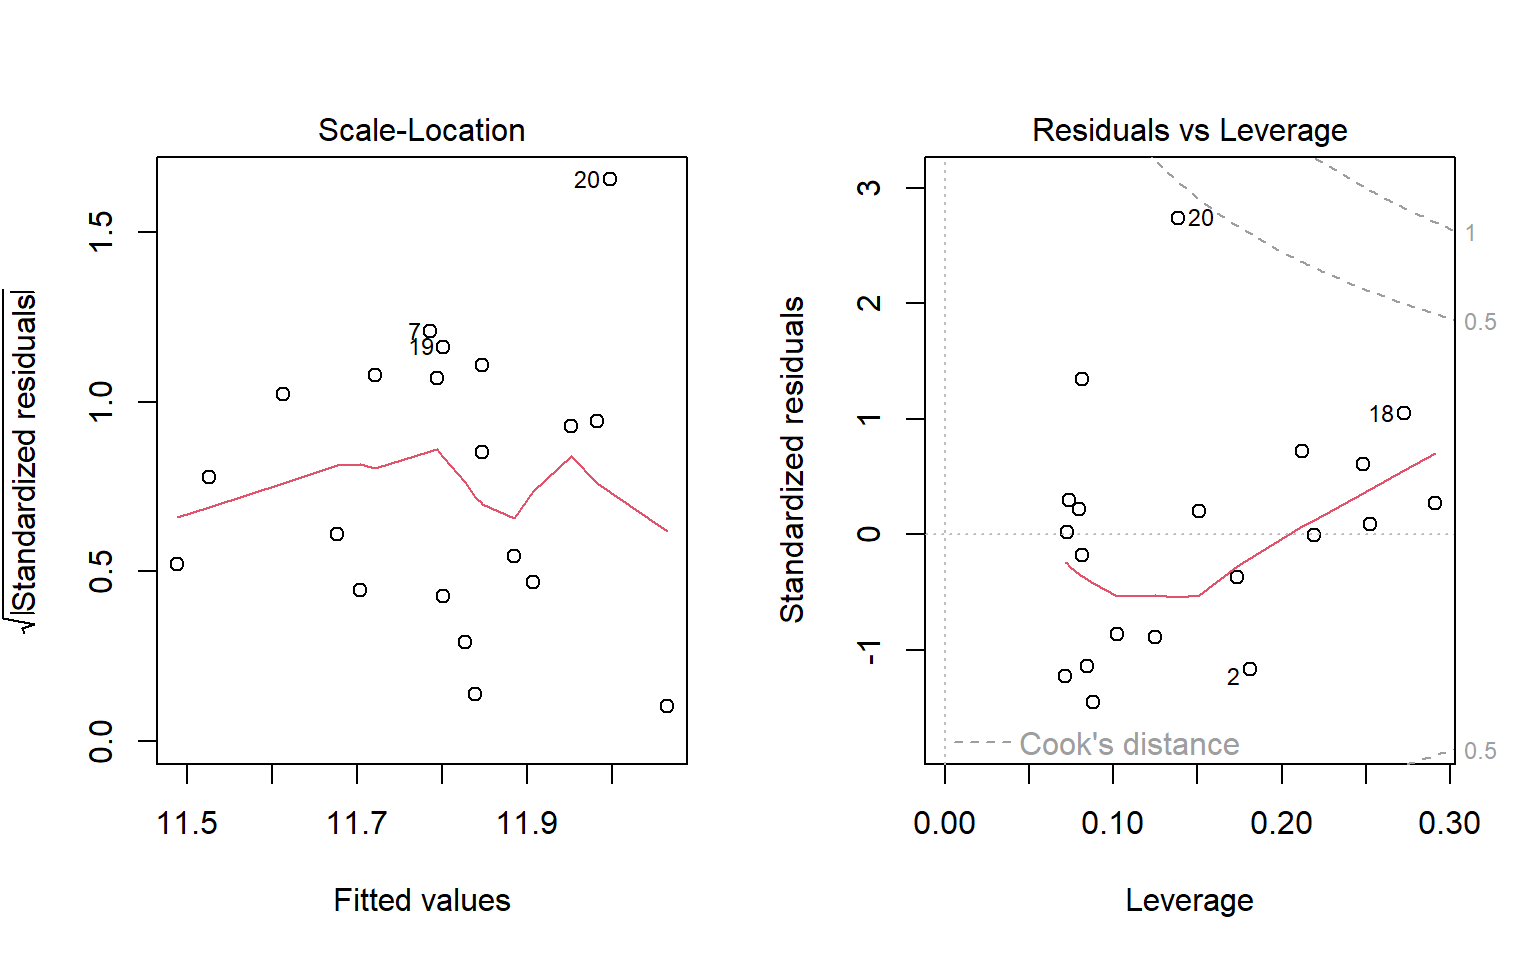 Scale-Location
20
7
19
1.5
1.0
0.5
0.0
√|Standardized residuals|
11.5 11.7 11.9
Fitted values
Residuals vs Leverage
20
18
2
3
2
1
0
-1
Standardized residuals
1
0.5
0.5
Cook's distance
0.00 0.10 0.20 0.30
Leverage